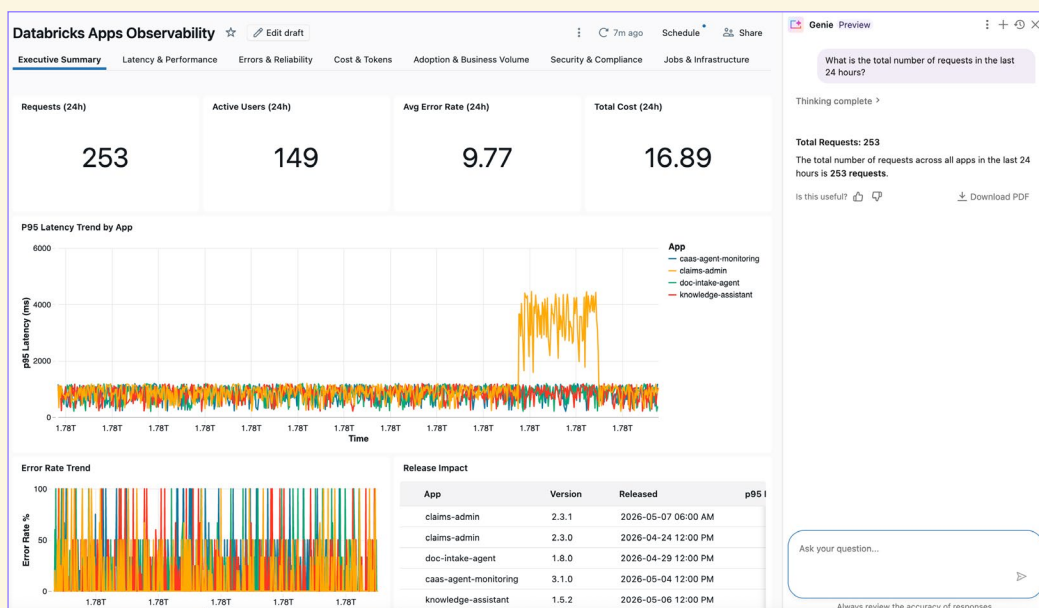 Databricks Apps Observability
Edit draft
7m ago
Schedule
Share
Executive Summary
Latency & Performance
Errors & Reliability
Cost & Tokens
Adoption & Business Volume
Security & Compliance
Jobs & Infrastructure
Requests (24h)
253
Active Users (24h)
149
Avg Error Rate (24h)
9.77
Total Cost (24h)
16.89
P95 Latency Trend by App
p95 Latency (ms)
6000
4000
2000
0
1.78T 1.78T 1.78T 1.78T 1.78T 1.78T 1.78T 1.78T 1.78T 1.78T 1.78T 1.78T 1.78T
Time
App
caas-agent-monitoring
claims-admin
doc-intake-agent
knowledge-assistant
Error Rate Trend
Error Rate %
100
50
0
1.78T 1.78T 1.78T 1.78T 1.78T
Release Impact
App Version Released p95
claims-admin 2.3.1 2026-05-07 06:00 AM
claims-admin 2.3.0 2026-04-24 12:00 PM
doc-intake-agent 1.8.0 2026-04-29 12:00 PM
caas-agent-monitoring 3.1.0 2026-05-04 12:00 PM
knowledge-assistant 1.5.2 2026-05-06 12:00 PM
Genie Preview
What is the total number of requests in the last
24 hours?
Thinking complete
Total Requests: 253
The total number of requests across all apps in the last 24
hours is 253 requests.
Is this useful?
Download PDF
Ask your question...
Always review the accuracy of responses